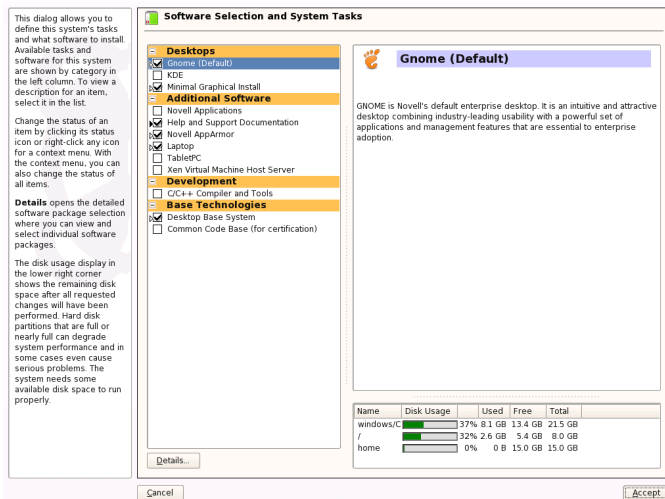 This dialog allows you to
define this system's tasks
and what software to install.
Available tasks and
software for this system
are shown by category in
the left column. To view a
description for an item,
select it in the list.
Change the status of an
item by clicking its status
icon or right-click any icon
for a context menu. With
the context menu, you can
also change the status of
all items.
Details opens the detailed
software package selection
where you can view and
select individual software
packages.
The disk usage display in
the lower right corner
shows the remaining disk
space after all requested
changes will have been
performed. Hard disk
partitions that are full or
nearly full can degrade
system performance and in
some cases even cause
serious problems. The
system needs some
available disk space to run
properly.
Software Selection and System Tasks
Desktops
Gnome (Default)
KDE
Minimal Graphical Install
Additional Software
Novell Applications
Help and Support Documentation
Novell AppArmor
Laptop
TabletPC
Xen Virtual Machine Host Server
Development
C/C++ Compiler and Tools
Base Technologies
Desktop Base System
Common Code Base (for certification)
Details...
Gnome (Default)
GNOME is Novell's default enterprise desktop. It is an intuitive and attractive
desktop combining industry-leading usability with a powerful set of
applications and management features that are essential to enterprise
adoption.
Name Disk Usage Used Free Total
windows/C 37% 8.1 GB 13.4 GB 21.5 GB
/ 32% 2.6 GB 5.4 GB 8.0 GB
home 0% 0 B 15.0 GB 15.0 GB
Cancel
Accept